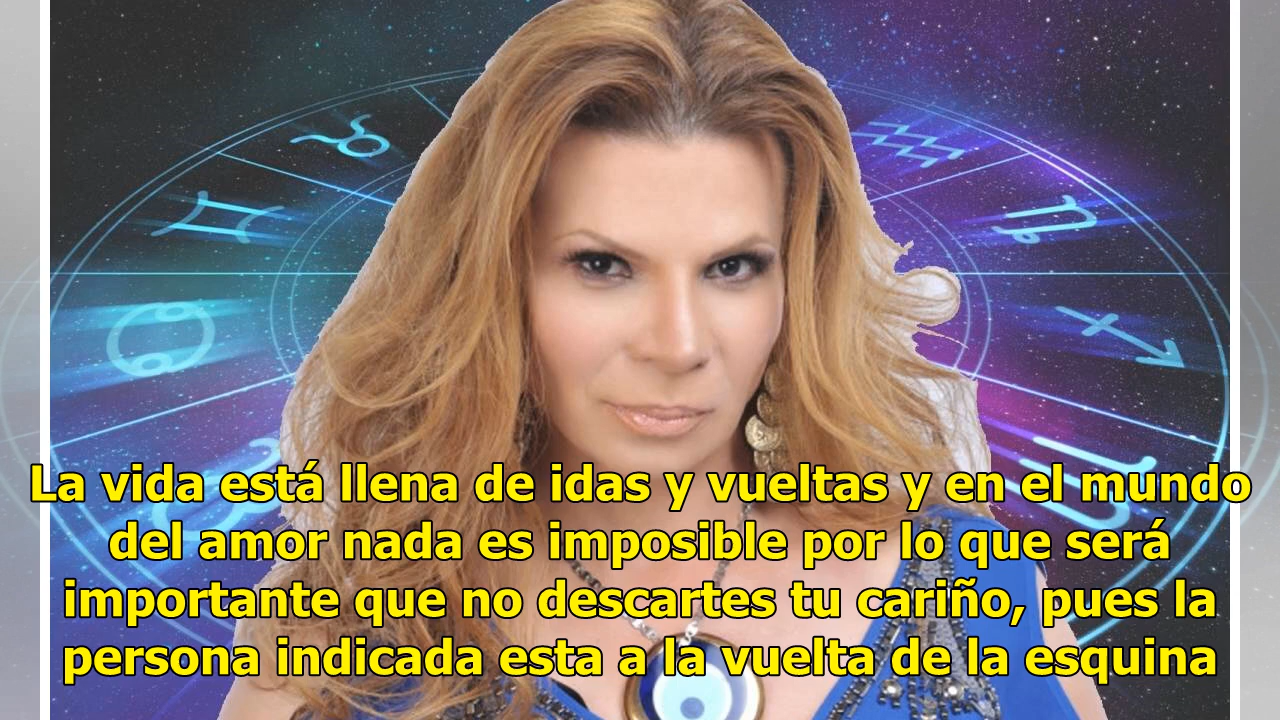 La vida está llena de idas y vueltas y en el mundo
del amor nada es imposible por lo que será
importante que no descartes tu cariño, pues la
persona indicada esta a la vuelta de la esquina